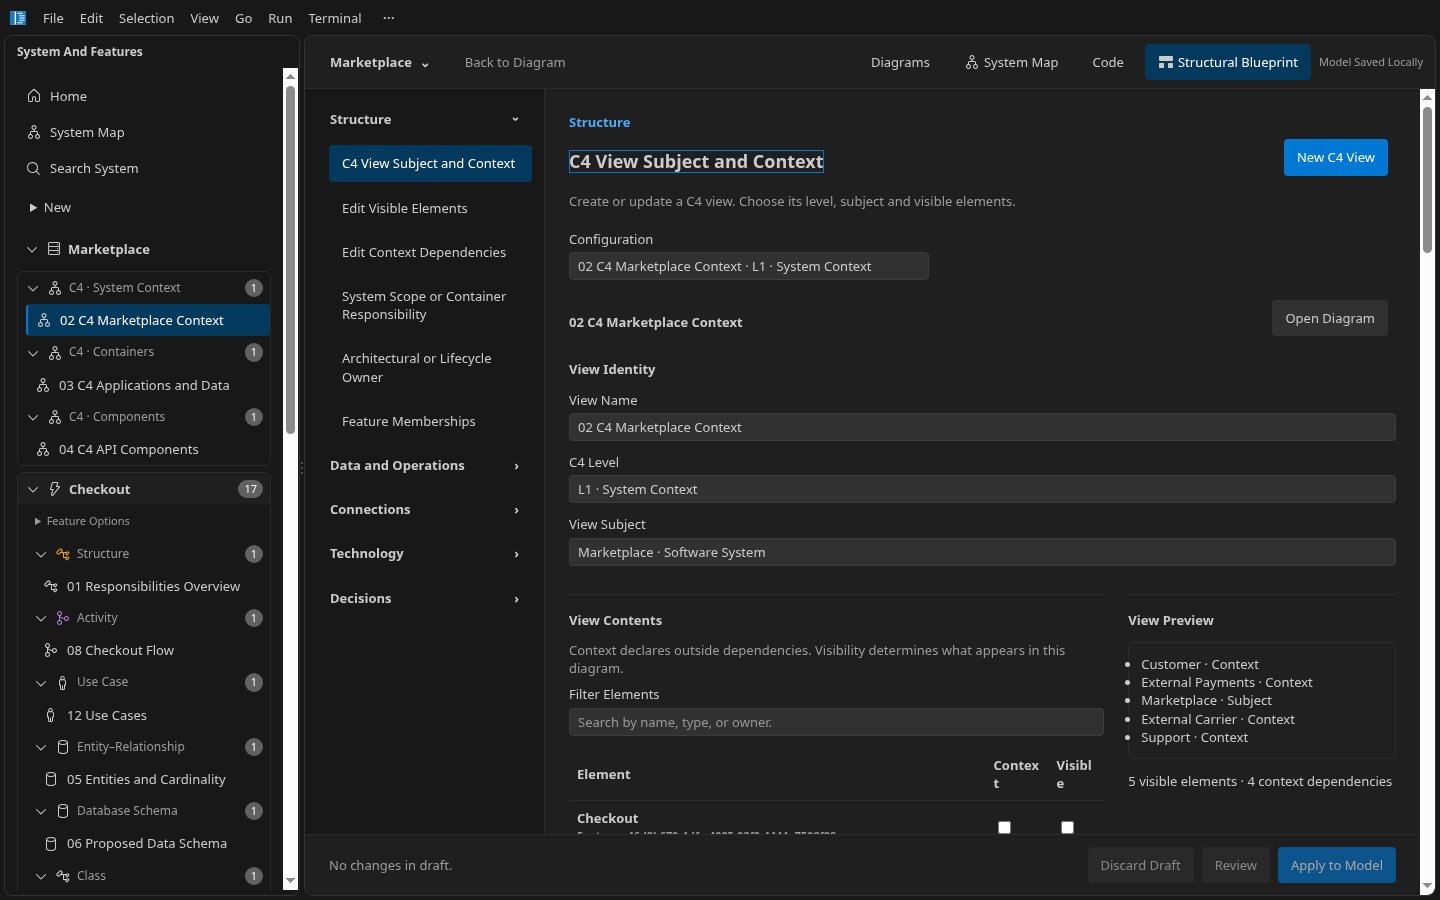 File Edit Selection View Go Run Terminal ···
System And Features
Home
System Map
Search System
New
Marketplace
C4 · System Context 1
02 C4 Marketplace Context
C4 · Containers 1
03 C4 Applications and Data
C4 · Components 1
04 C4 API Components
Checkout 17
Feature Options
Structure 1
01 Responsibilities Overview
Activity 1
08 Checkout Flow
Use Case 1
12 Use Cases
Entity–Relationship 1
05 Entities and Cardinality
Database Schema 1
06 Proposed Data Schema
Class 1
Marketplace Back to Diagram Diagrams System Map Code Structural Blueprint Model Saved Locally
Structure
C4 View Subject and Context
Edit Visible Elements
Edit Context Dependencies
System Scope or Container
Responsibility
Architectural or Lifecycle
Owner
Feature Memberships
Data and Operations
Connections
Technology
Decisions
Structure
C4 View Subject and Context
New C4 View
Create or update a C4 view. Choose its level, subject and visible elements.
Configuration
02 C4 Marketplace Context · L1 · System Context
02 C4 Marketplace Context
Open Diagram
View Identity
View Name
02 C4 Marketplace Context
C4 Level
L1 · System Context
View Subject
Marketplace · Software System
View Contents
Context declares outside dependencies. Visibility determines what appears in this
diagram.
Filter Elements
Search by name, type, or owner.
Element Contex Visibl
t e
Checkout
View Preview
Customer · Context
External Payments · Context
Marketplace · Subject
External Carrier · Context
Support · Context
5 visible elements · 4 context dependencies
No changes in draft.
Discard Draft Review Apply to Model